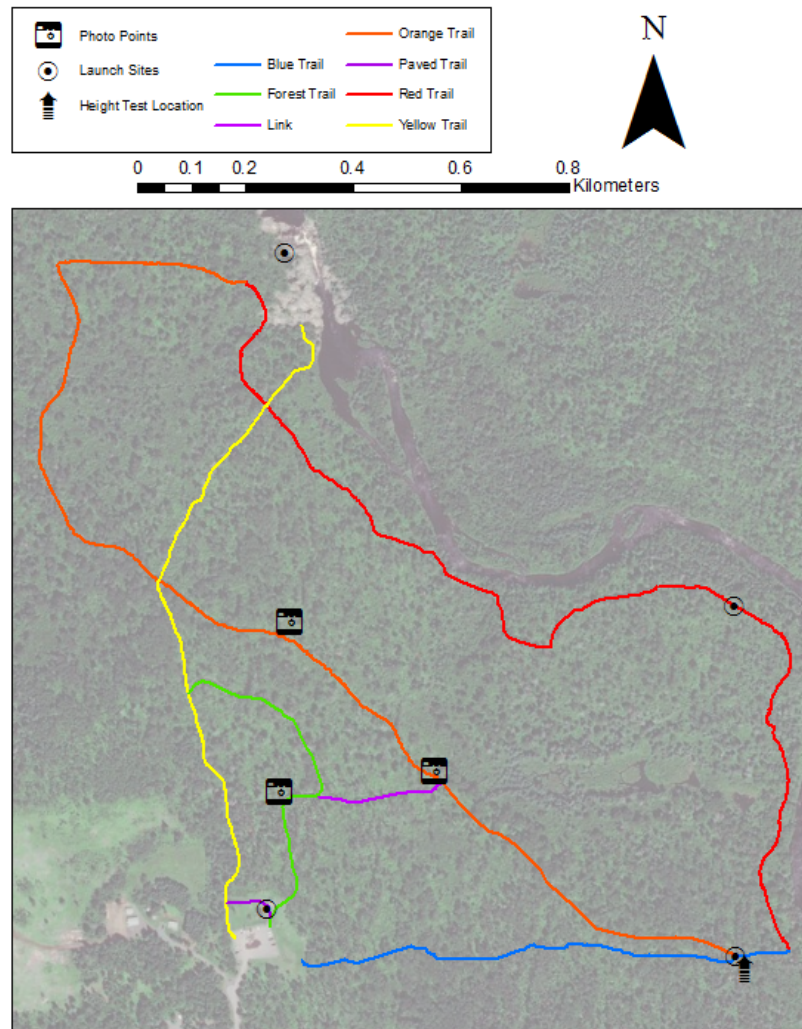 Photo Points
Launch Sites
Height Test Location
Blue Trail
Forest Trail
Link
Orange Trail
Paved Trail
Red Trail
Yellow Trail
N
0 0.1 0.2 0.4 0.6 0.8
Kilometers